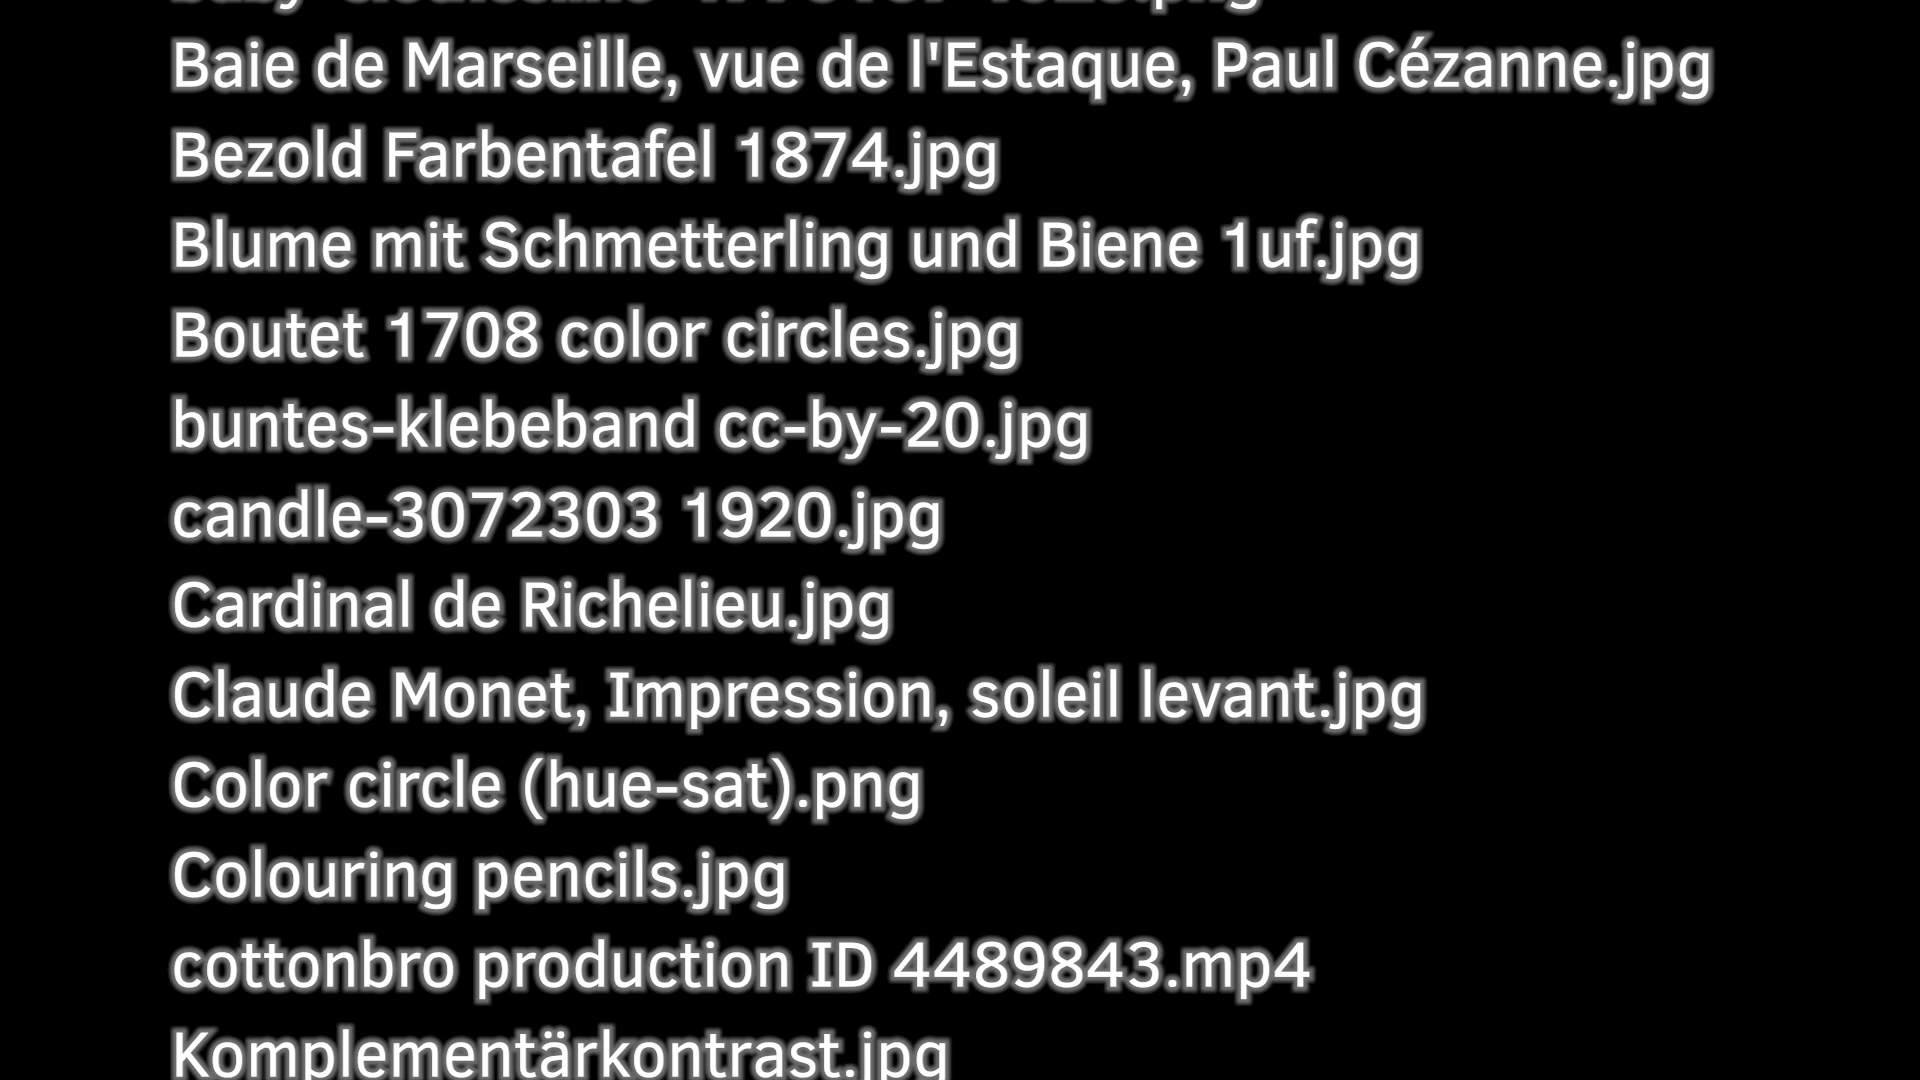 Baie de Marseille, vue de l'Estaque, Paul Cézanne.jpg
Bezold Farbentafel 1874.jpg
Blume mit Schmetterling und Biene 1uf.jpg
Boutet 1708 color circles.jpg
buntes-klebeband cc-by-20.jpg
candle-3072303 1920.jpg
Cardinal de Richelieu.jpg
Claude Monet, Impression, soleil levant.jpg
Color circle (hue-sat).png
Colouring pencils.jpg
cottonbro production ID 4489843.mp4
Komplementärkontrast.jpg